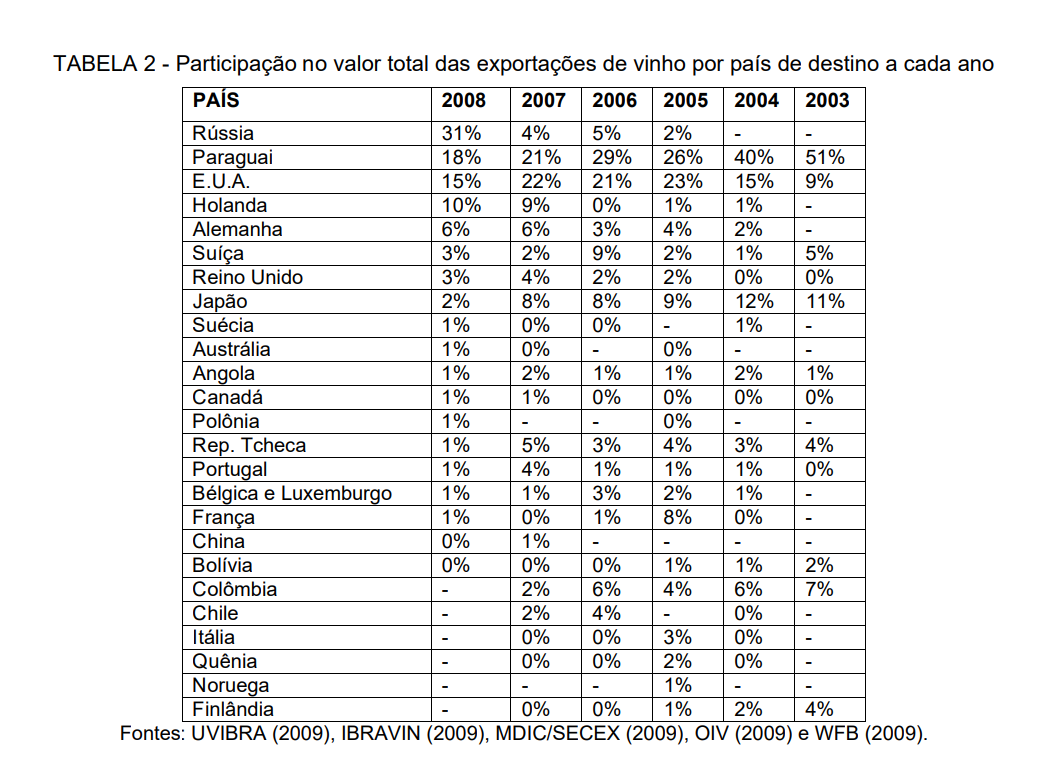 TABELA 2 - Participação no valor total das exportações de vinho por país de destino a cada ano
PAÍS 2008 2007 2006 2005 2004 2003
Rússia 31% 4% 5% 2% - -
Paraguai 18% 21% 29% 26% 40% 51%
E.U.A. 15% 22% 21% 23% 15% 9%
Holanda 10% 9% 0% 1% 1% -
Alemanha 6% 6% 3% 4% 2% -
Suíça 3% 2% 9% 2% 1% 5%
Reino Unido 3% 4% 2% 2% 0% 0%
Japão 2% 8% 8% 9% 12% 11%
Suécia 1% 0% 0% - 1% -
Austrália 1% 0% - 0% - -
Angola 1% 2% 1% 1% 2% 1%
Canadá 1% 1% 0% 0% 0% 0%
Polônia 1% - - 0% - -
Rep. Tcheca 1% 5% 3% 4% 3% 4%
Portugal 1% 4% 1% 1% 1% 0%
Bélgica e Luxemburgo 1% 1% 3% 2% 1% -
França 1% 0% 1% 8% 0% -
China 0% 1% - - - -
Bolívia 0% 0% 0% 1% 1% 2%
Colômbia - 2% 6% 4% 6% 7%
Chile - 2% 4% - 0% -
Itália - 0% 0% 3% 0% -
Quênia - 0% 0% 2% 0% -
Noruega - - - 1% - -
Finlândia - 0% 0% 1% 2% 4%
Fontes: UVIBRA (2009), IBRAVIN (2009), MDIC/SECEX (2009), OIV (2009) e WFB (2009).